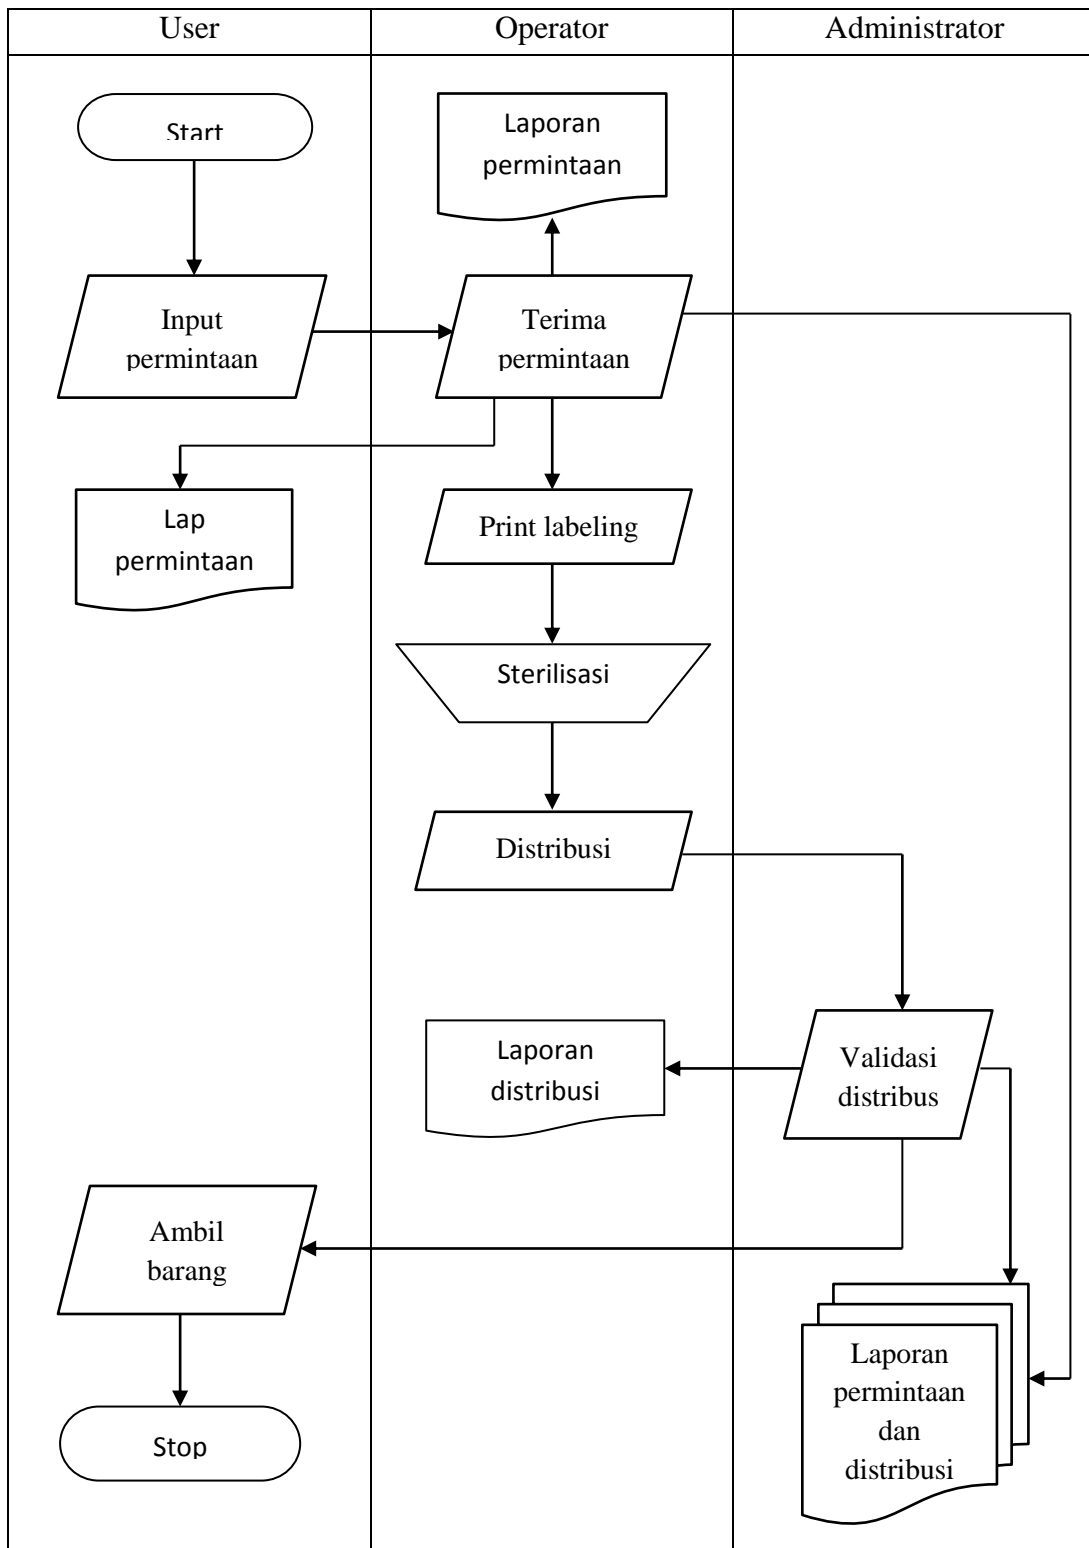 User
Operator
Administrator
Start
Laporan
permintaan
Input
permintaan
Terima
permintaan
Lap
permintaan
Print labeling
Sterilisasi
Distribusi
Laporan
distribusi
Validasi
distribus
Ambil
barang
Stop
Laporan
permintaan
dan
distribusi